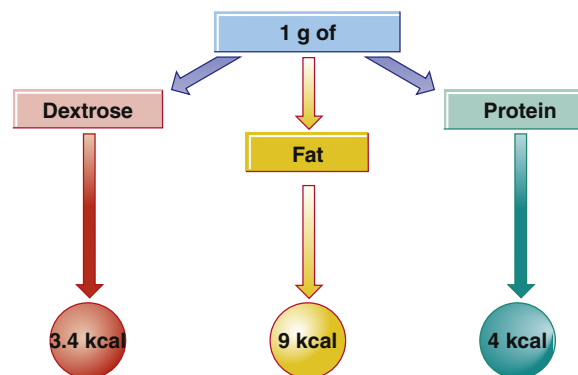 1 g of
Dextrose
Protein
Fat
3.4 kcal
9 kcal
4 kcal